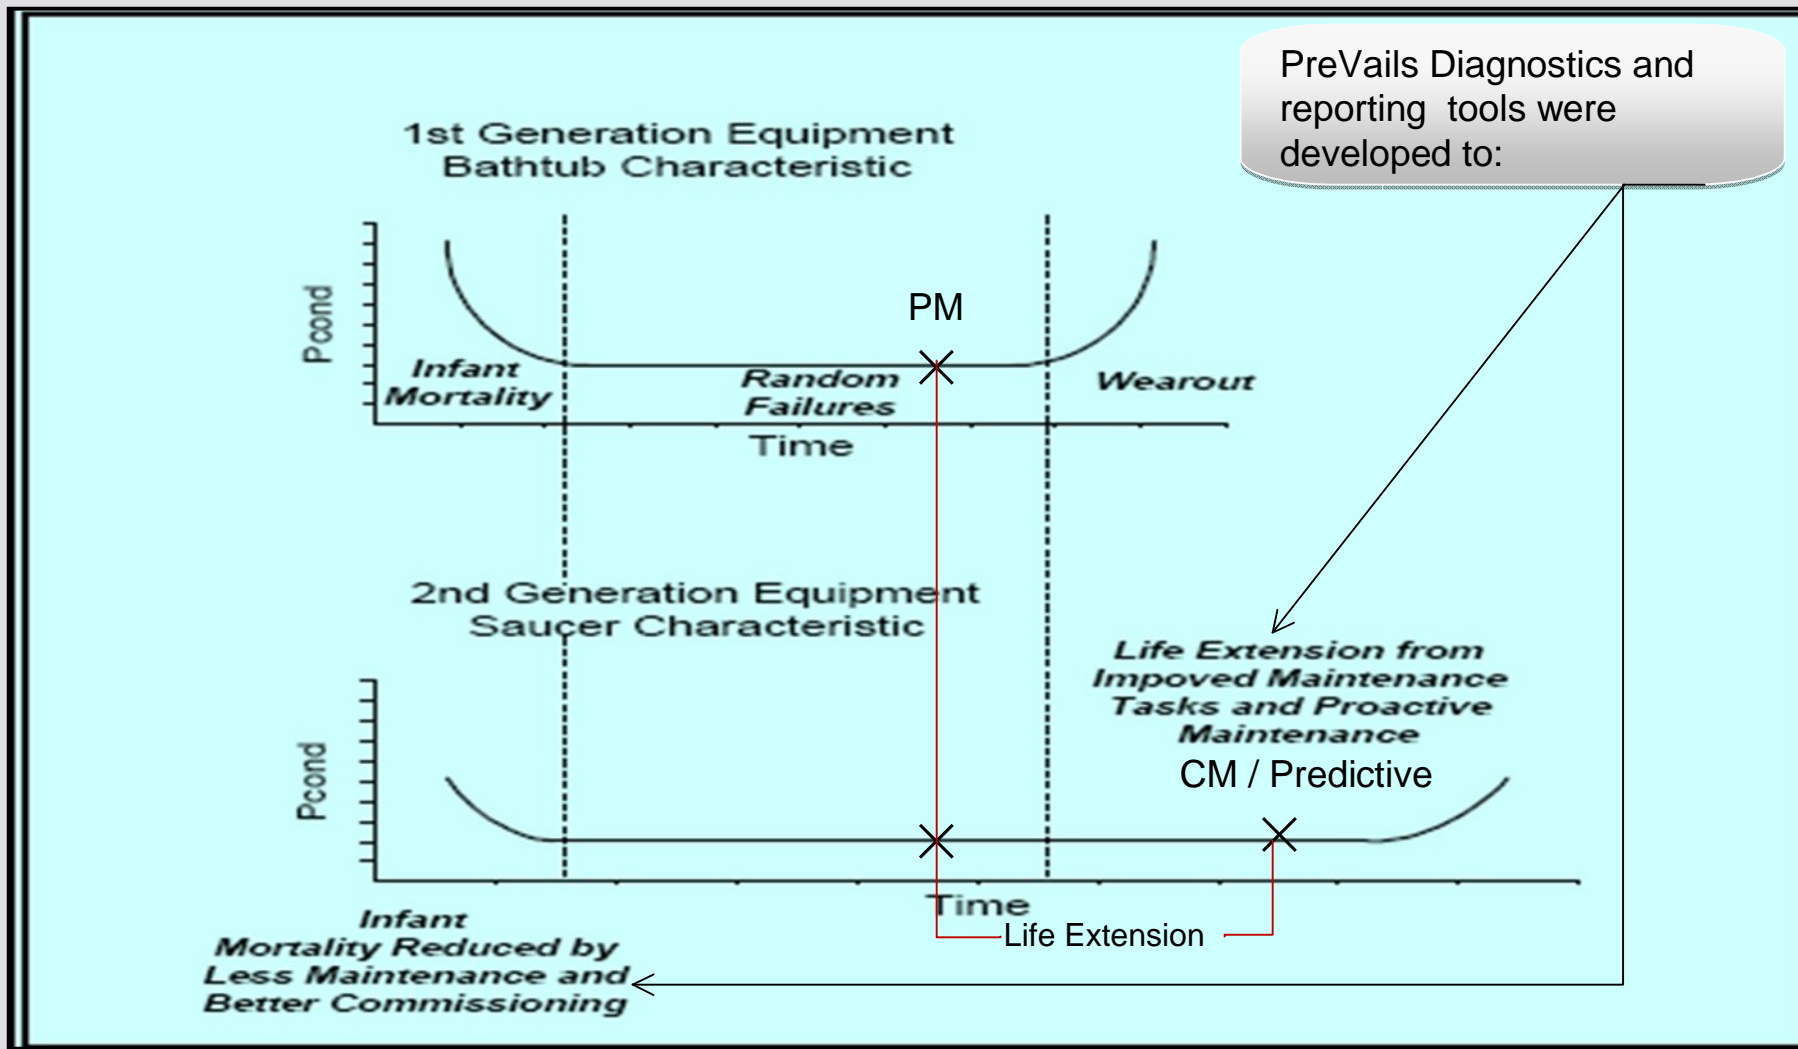 PreVails Diagnostics and
reporting tools were
developed to:
1st Generation Equipment
Bathtub Characteristic
Pcond
PM
Infant
Mortality
Random
Failures
Wearout
Time
2nd Generation Equipment
Saucer Characteristic
Pcond
Life Extension from
Impoved Maintenance
Tasks and Proactive
Maintenance
CM / Predictive
Time
Life Extension
Infant
Mortality Reduced by
Less Maintenance and
Better Commissioning